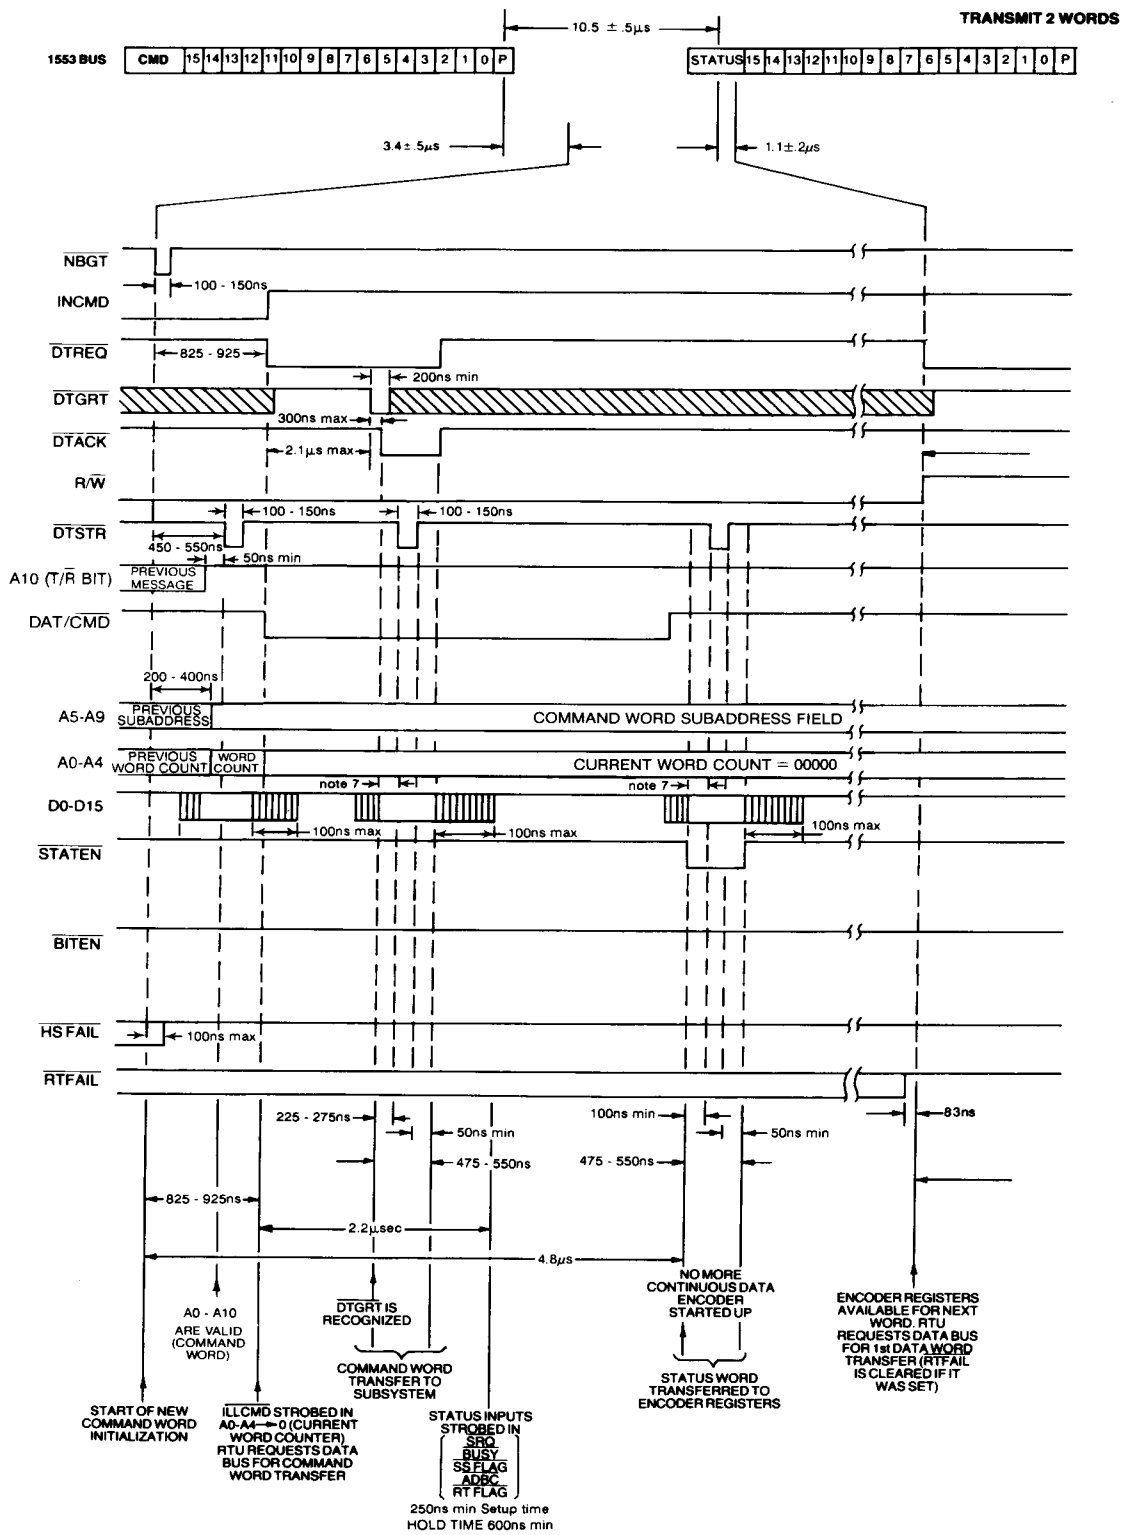 TRANSMIT 2 WORDS
10.5 ± .5µs
1553 BUS
CMD 15 14 13 12 11 10 9 8 7 6 5 4 3 2 1 0 P
STATUS 15 14 13 12 11 10 9 8 7 6 5 4 3 2 1 0 P
3.4±.5µs
1.1±.2µs
NBGT
100 - 150ns
INCMD
DTREQ
825 - 925
200ns min
DTGRT
300ns max
DTACK
2.1µs max
R/W
100 - 150ns
100 - 150ns
DTSTR
450 - 550ns
50ns min
A10 (T/R BIT)
PREVIOUS
MESSAGE
DAT/CMD
200 - 400ns
A5-A9
PREVIOUS
SUBADDRESS
COMMAND WORD SUBADDRESS FIELD
A0-A4
PREVIOUS
WORD COUNT
WORD
COUNT
CURRENT WORD COUNT = 00000
note 7
note 7
D0-D15
100ns max
100ns max
100ns max
STATEN
BITEN
HS FAIL
100ns max
RTFAIL
225 - 275ns
100ns min
83ns
50ns min
50ns min
475 - 550ns
475 - 550ns
825 - 925ns
2.2µsec
4.8µs
A0 - A10
ARE VALID
(COMMAND
WORD)
DTGRT IS
RECOGNIZED
NO MORE
CONTINUOUS DATA
ENCODER
STARTED UP
ENCODER REGISTERS
AVAILABLE FOR NEXT
WORD. RTU
REQUESTS DATA BUS
FOR 1st DATA WORD
TRANSFER (RTFAIL
IS CLEARED IF IT
WAS SET)
COMMAND WORD
TRANSFER TO
SUBSYSTEM
STATUS WORD
TRANSFERRED TO
ENCODER REGISTERS
START OF NEW
COMMAND WORD
INITIALIZATION
ILLCMD STROBED IN
A0-A4→0 (CURRENT
WORD COUNTER)
RTU REQUESTS DATA
BUS FOR COMMAND
WORD TRANSFER
STATUS INPUTS
STROBED IN
SRQ
BUSY
SS FLAG
ADBC
RT FLAG
250ns min Setup time
HOLD TIME 600ns min